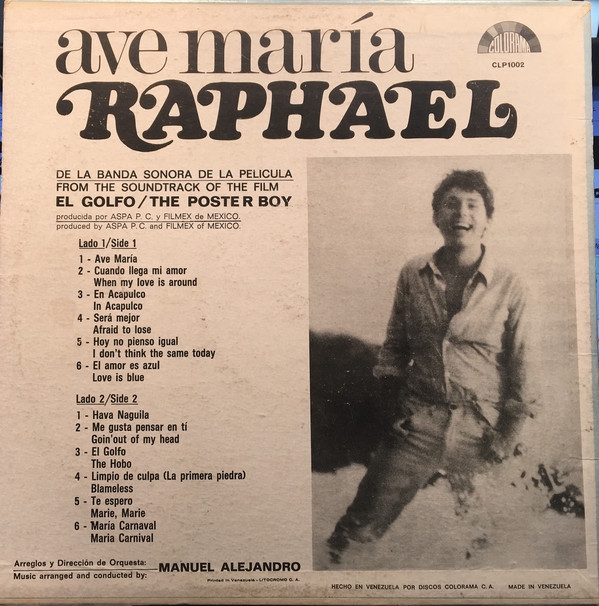 ave maría
RAPHAEL
COLORAMA
CLP1002
DE LA BANDA SONORA DE LA PELICULA
FROM THE SOUNDTRACK OF THE FILM
EL GOLFO/THE POSTER BOY
producida por ASPA P. C. y FILMEX de MEXICO.
produced by ASPA P. C. and FILMEX of MEXICO.
Lado 1/Side 1
1 - Ave María
2 - Cuando llega mi amor
When my love is around
3 - En Acapulco
In Acapulco
4 - Será mejor
Afraid to lose
5 - Hoy no pienso igual
I don't think the same today
6 - El amor es azul
Love is blue
Lado 2/Side 2
1 - Hava Naguila
2 - Me gusta pensar en tí
Goin'out of my head
3 - El Golfo
The Hobo
4 - Limpio de culpa (La primera piedra)
Blameless
5 - Te espero
Marie, Marie
6 - María Carnaval
Maria Carnival
Arreglos y Dirección de Orquesta:
Music arranged and conducted by:
MANUEL ALEJANDRO
Printed in Venezuela - LITOCROMO C. A.
HECHO EN VENEZUELA POR DISCOS COLORAMA C. A. MADE IN VENEZUELA